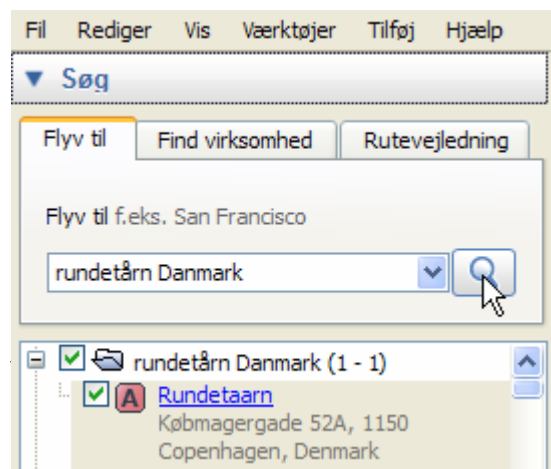 Fil Rediger Vis Værktøjer Tilføj Hjælp
Søg
Flyv til Find virksomhed Rutevejledning
Flyv til f.eks. San Francisco
rundetårn Danmark
rundetårn Danmark (1 - 1)
A Rundetaarn
Købmagergade 52A, 1150
Copenhagen, Denmark